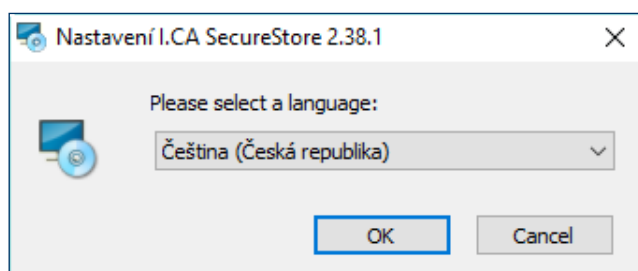 Nastavení I.CA SecureStore 2.38.1
Please select a language:
Čeština (Česká republika)
OK Cancel